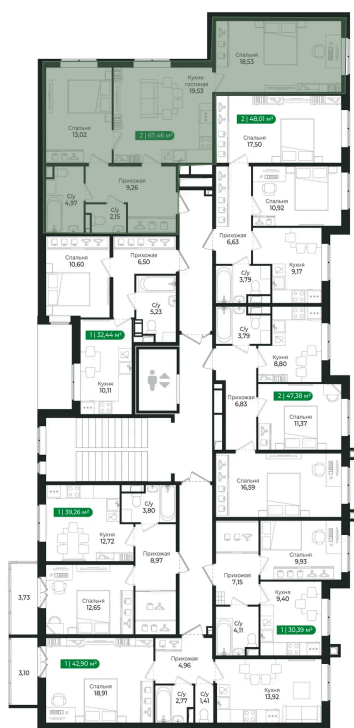 Спальня
18,53
Кухня-
гостиная
19,53
Спальня
13,02
2 | 67,46 м²
2 | 48,01 м²
Спальня
17,50
Прихожая
9,26
С/у
4,97
С/у
2,15
Спальня
10,92
Прихожая
6,63
Кухня
9,17
С/у
3,79
Спальня
10,60
Прихожая
6,50
С/у
5,23
1 | 32,44 м²
Кухня
10,11
С/у
3,79
Кухня
8,80
Прихожая
6,83
2 | 47,38 м²
Спальня
11,37
Спальня
16,59
С/у
3,80
1 | 39,26 м²
Кухня
12,72
Прихожая
8,97
Спальня
9,93
Прихожая
7,15
Кухня
9,40
3,73
Спальня
12,65
С/у
4,11
1 | 30,39 м²
3,10
1 | 42,90 м²
Спальня
18,91
Прихожая
4,96
С/у
2,77
С/у
1,41
Кухня
13,92